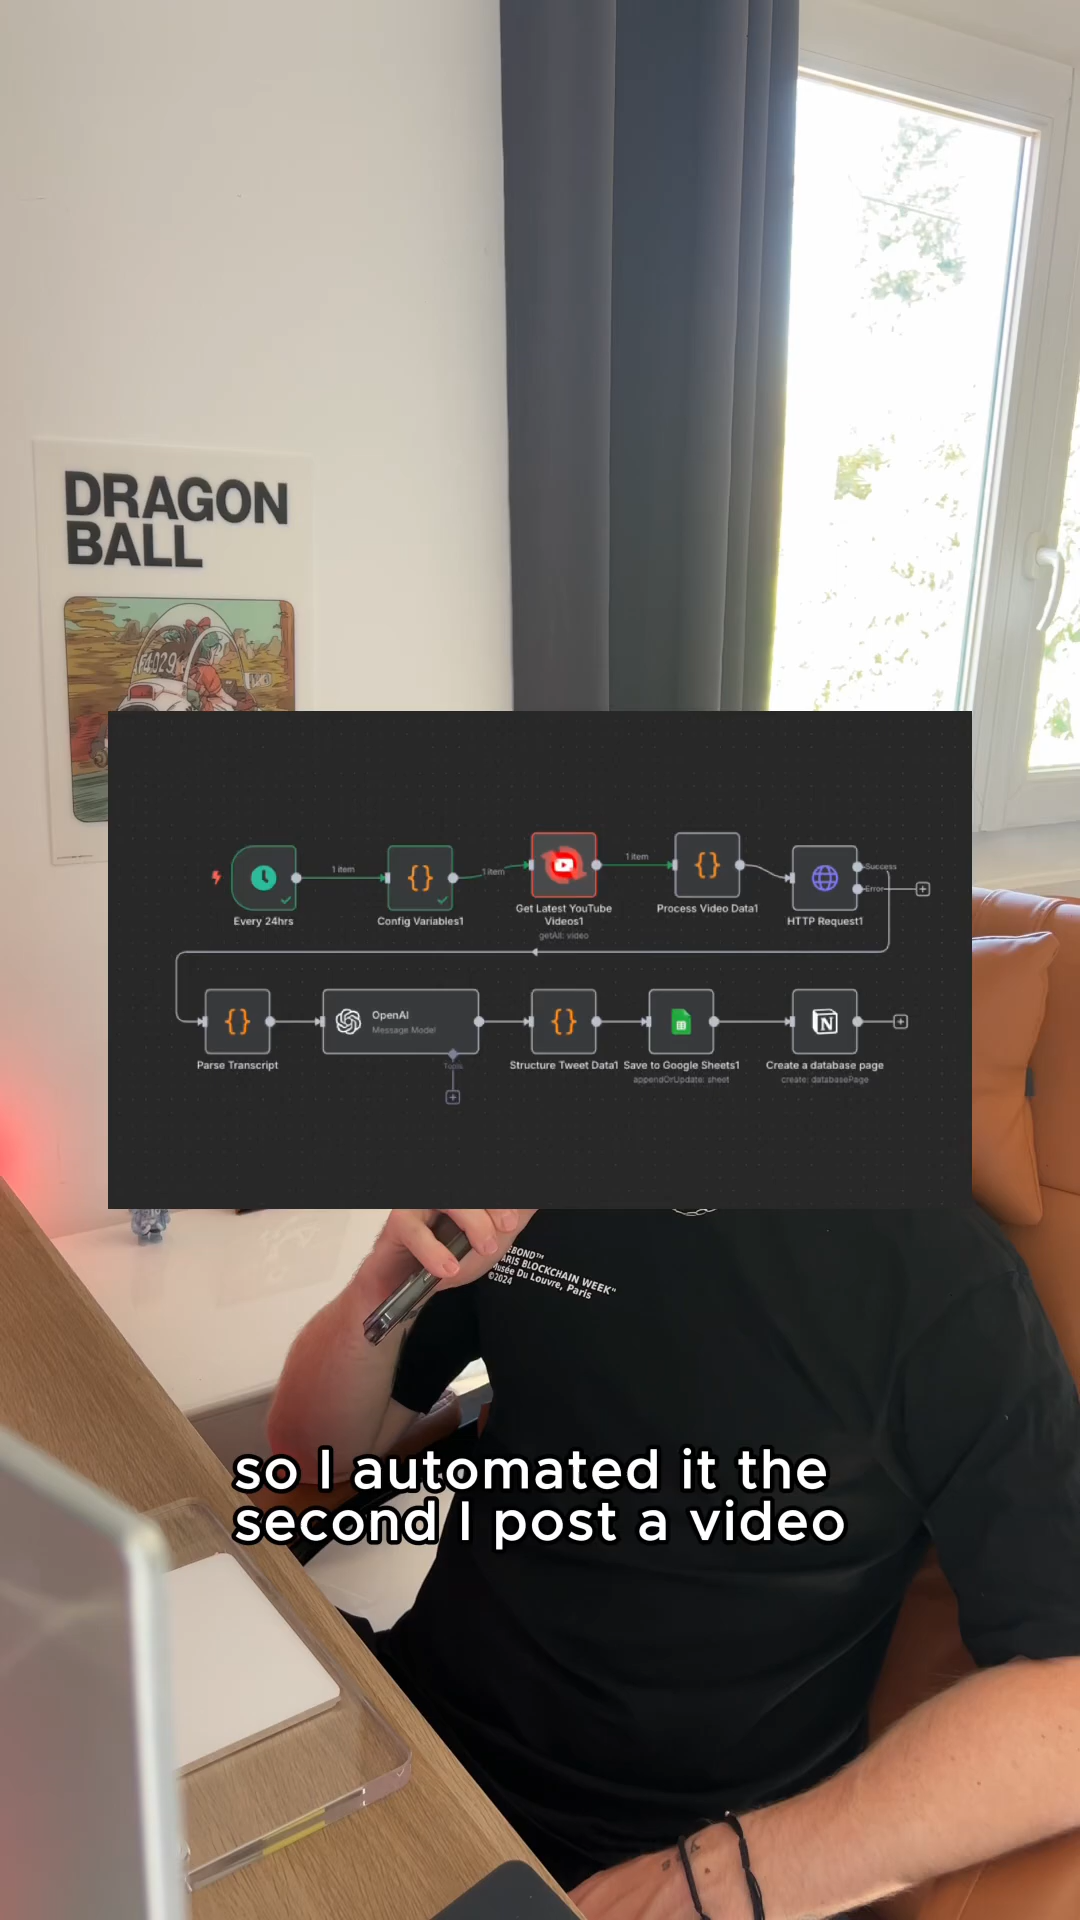 DRAGON
BALL
F4029
1 item
1 item
1 item
Success
Error
Every 24hrs
Config Variables1
Get Latest YouTube
Videos1
getAll: video
Process Video Data1
HTTP Request1
OpenAI
Message Model
Tools
Parse Transcript
Structure Tweet Data1
Save to Google Sheets1
appendOrUpdate: sheet
Create a database page
create: databasePage
PARIS BLOCKCHAIN WEEK"
Musée Du Louvre, Paris
©2024
so I automated it the
second I post a video